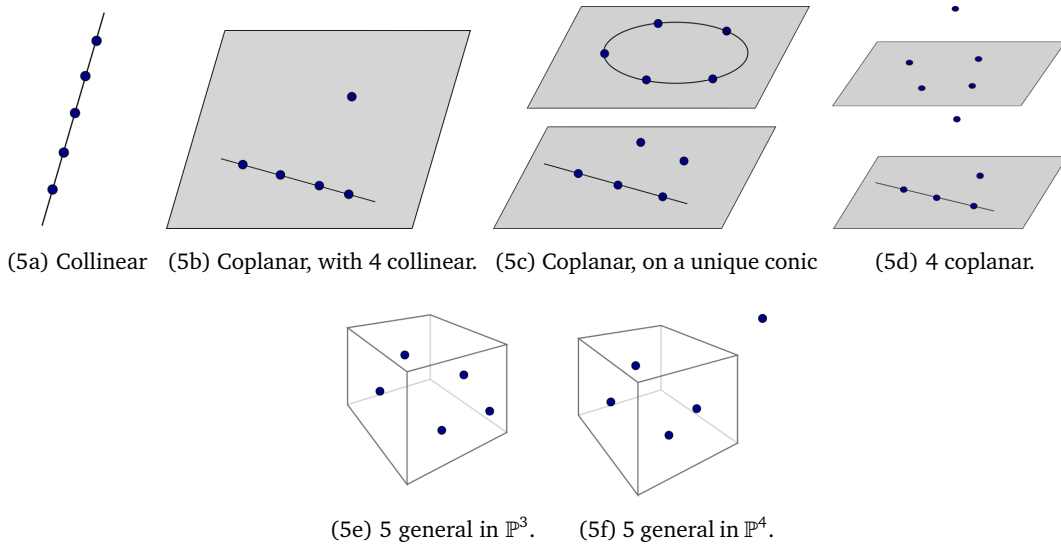 (5a) Collinear (5b) Coplanar, with 4 collinear. (5c) Coplanar, on a unique conic (5d) 4 coplanar.
(5e) 5 general in ℙ³. (5f) 5 general in ℙ⁴.